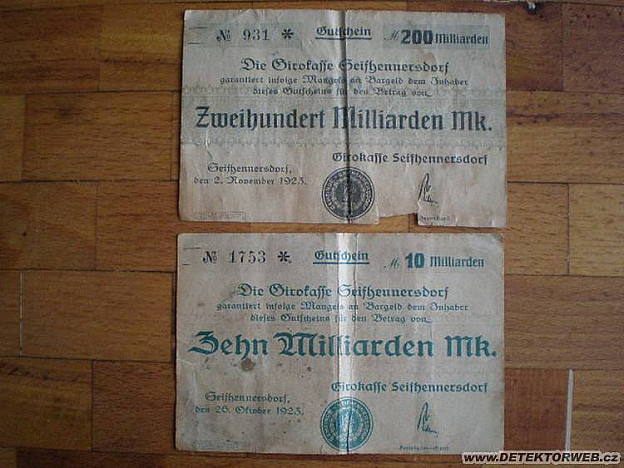 № 931 * Gutschein M. 200 Milliarden
Die Girokasse Seifhennersdorf
garantiert infolge Mangels an Bargeld dem Inhaber
dieses Gutscheins für den Betrag von
Zweihundert Milliarden Mk.
Girokasse Seifhennersdorf
Seifhennersdorf,
den 2. November 1923.
№ 1753 * Gutschein M. 10 Milliarden
Die Girokasse Seifhennersdorf
garantiert infolge Mangels an Bargeld dem Inhaber
dieses Gutscheins für den Betrag von
Zehn Milliarden Mk.
Girokasse Seifhennersdorf
Seifhennersdorf,
den 26. Oktober 1923.
www.DETEKTORWEB.cz